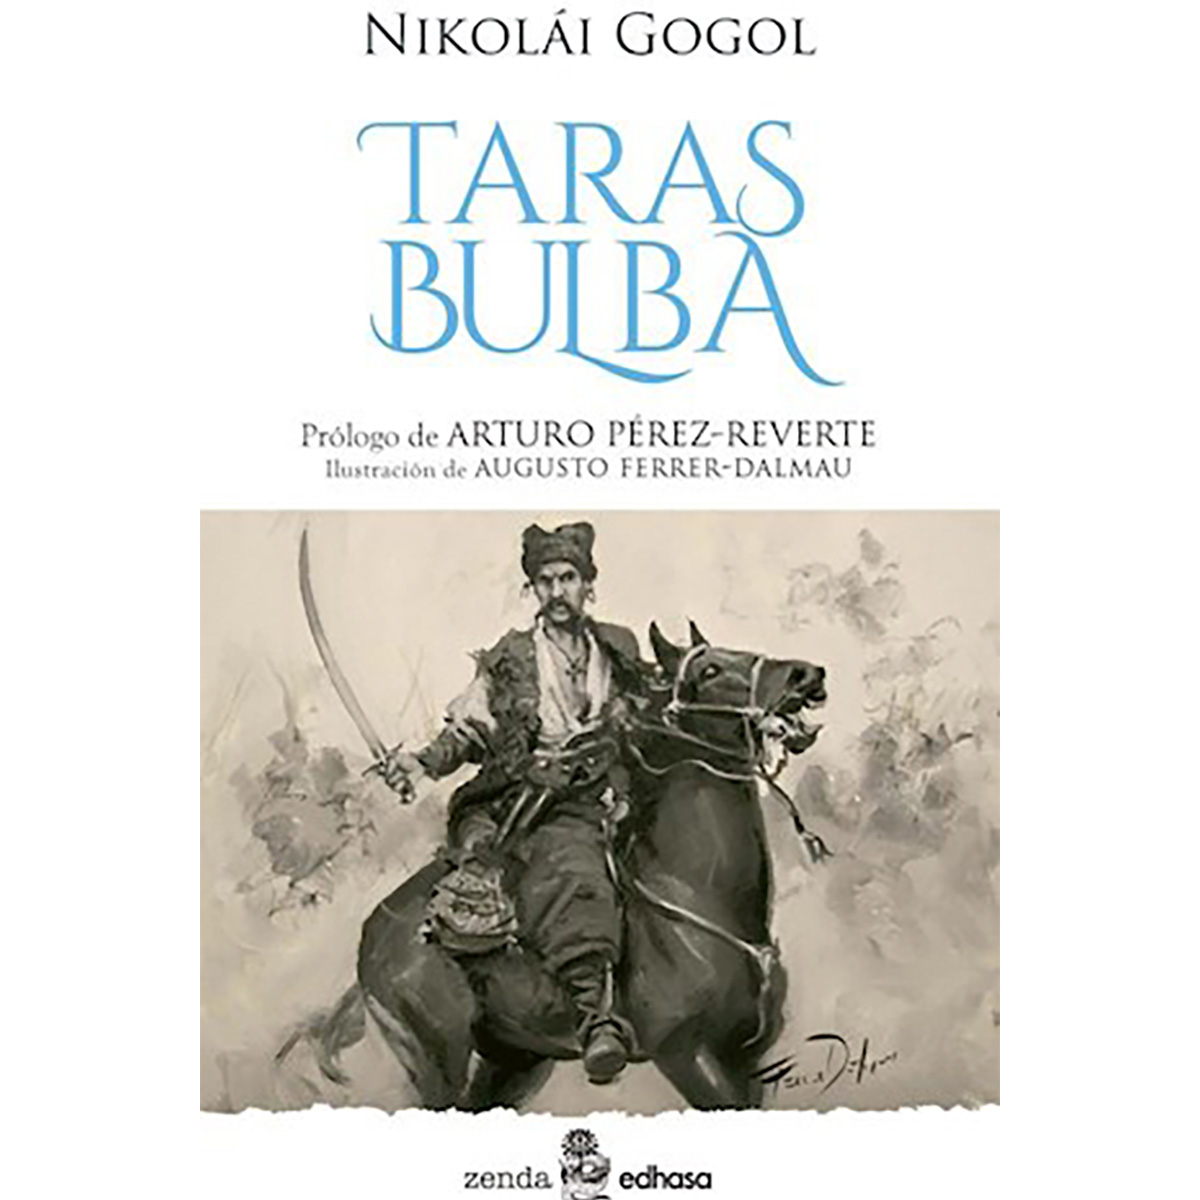 NIKOLÁI GOGOL
TARAS
BULBA
Prólogo de ARTURO PÉREZ-REVERTE
Ilustración de AUGUSTO FERRER-DALMAU
zenda edhasa